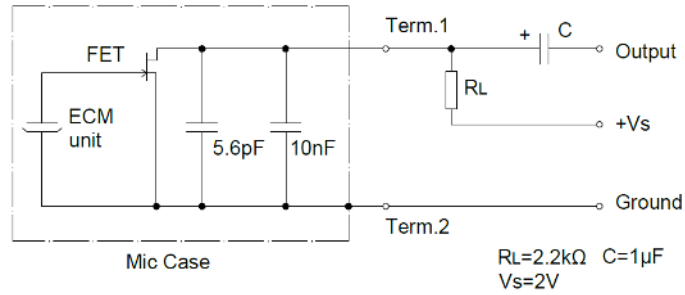 Term.1
+
C
FET
Output
RL
ECM
unit
+Vs
5.6pF
10nF
Ground
Term.2
Mic Case
RL=2.2kΩ C=1µF
Vs=2V